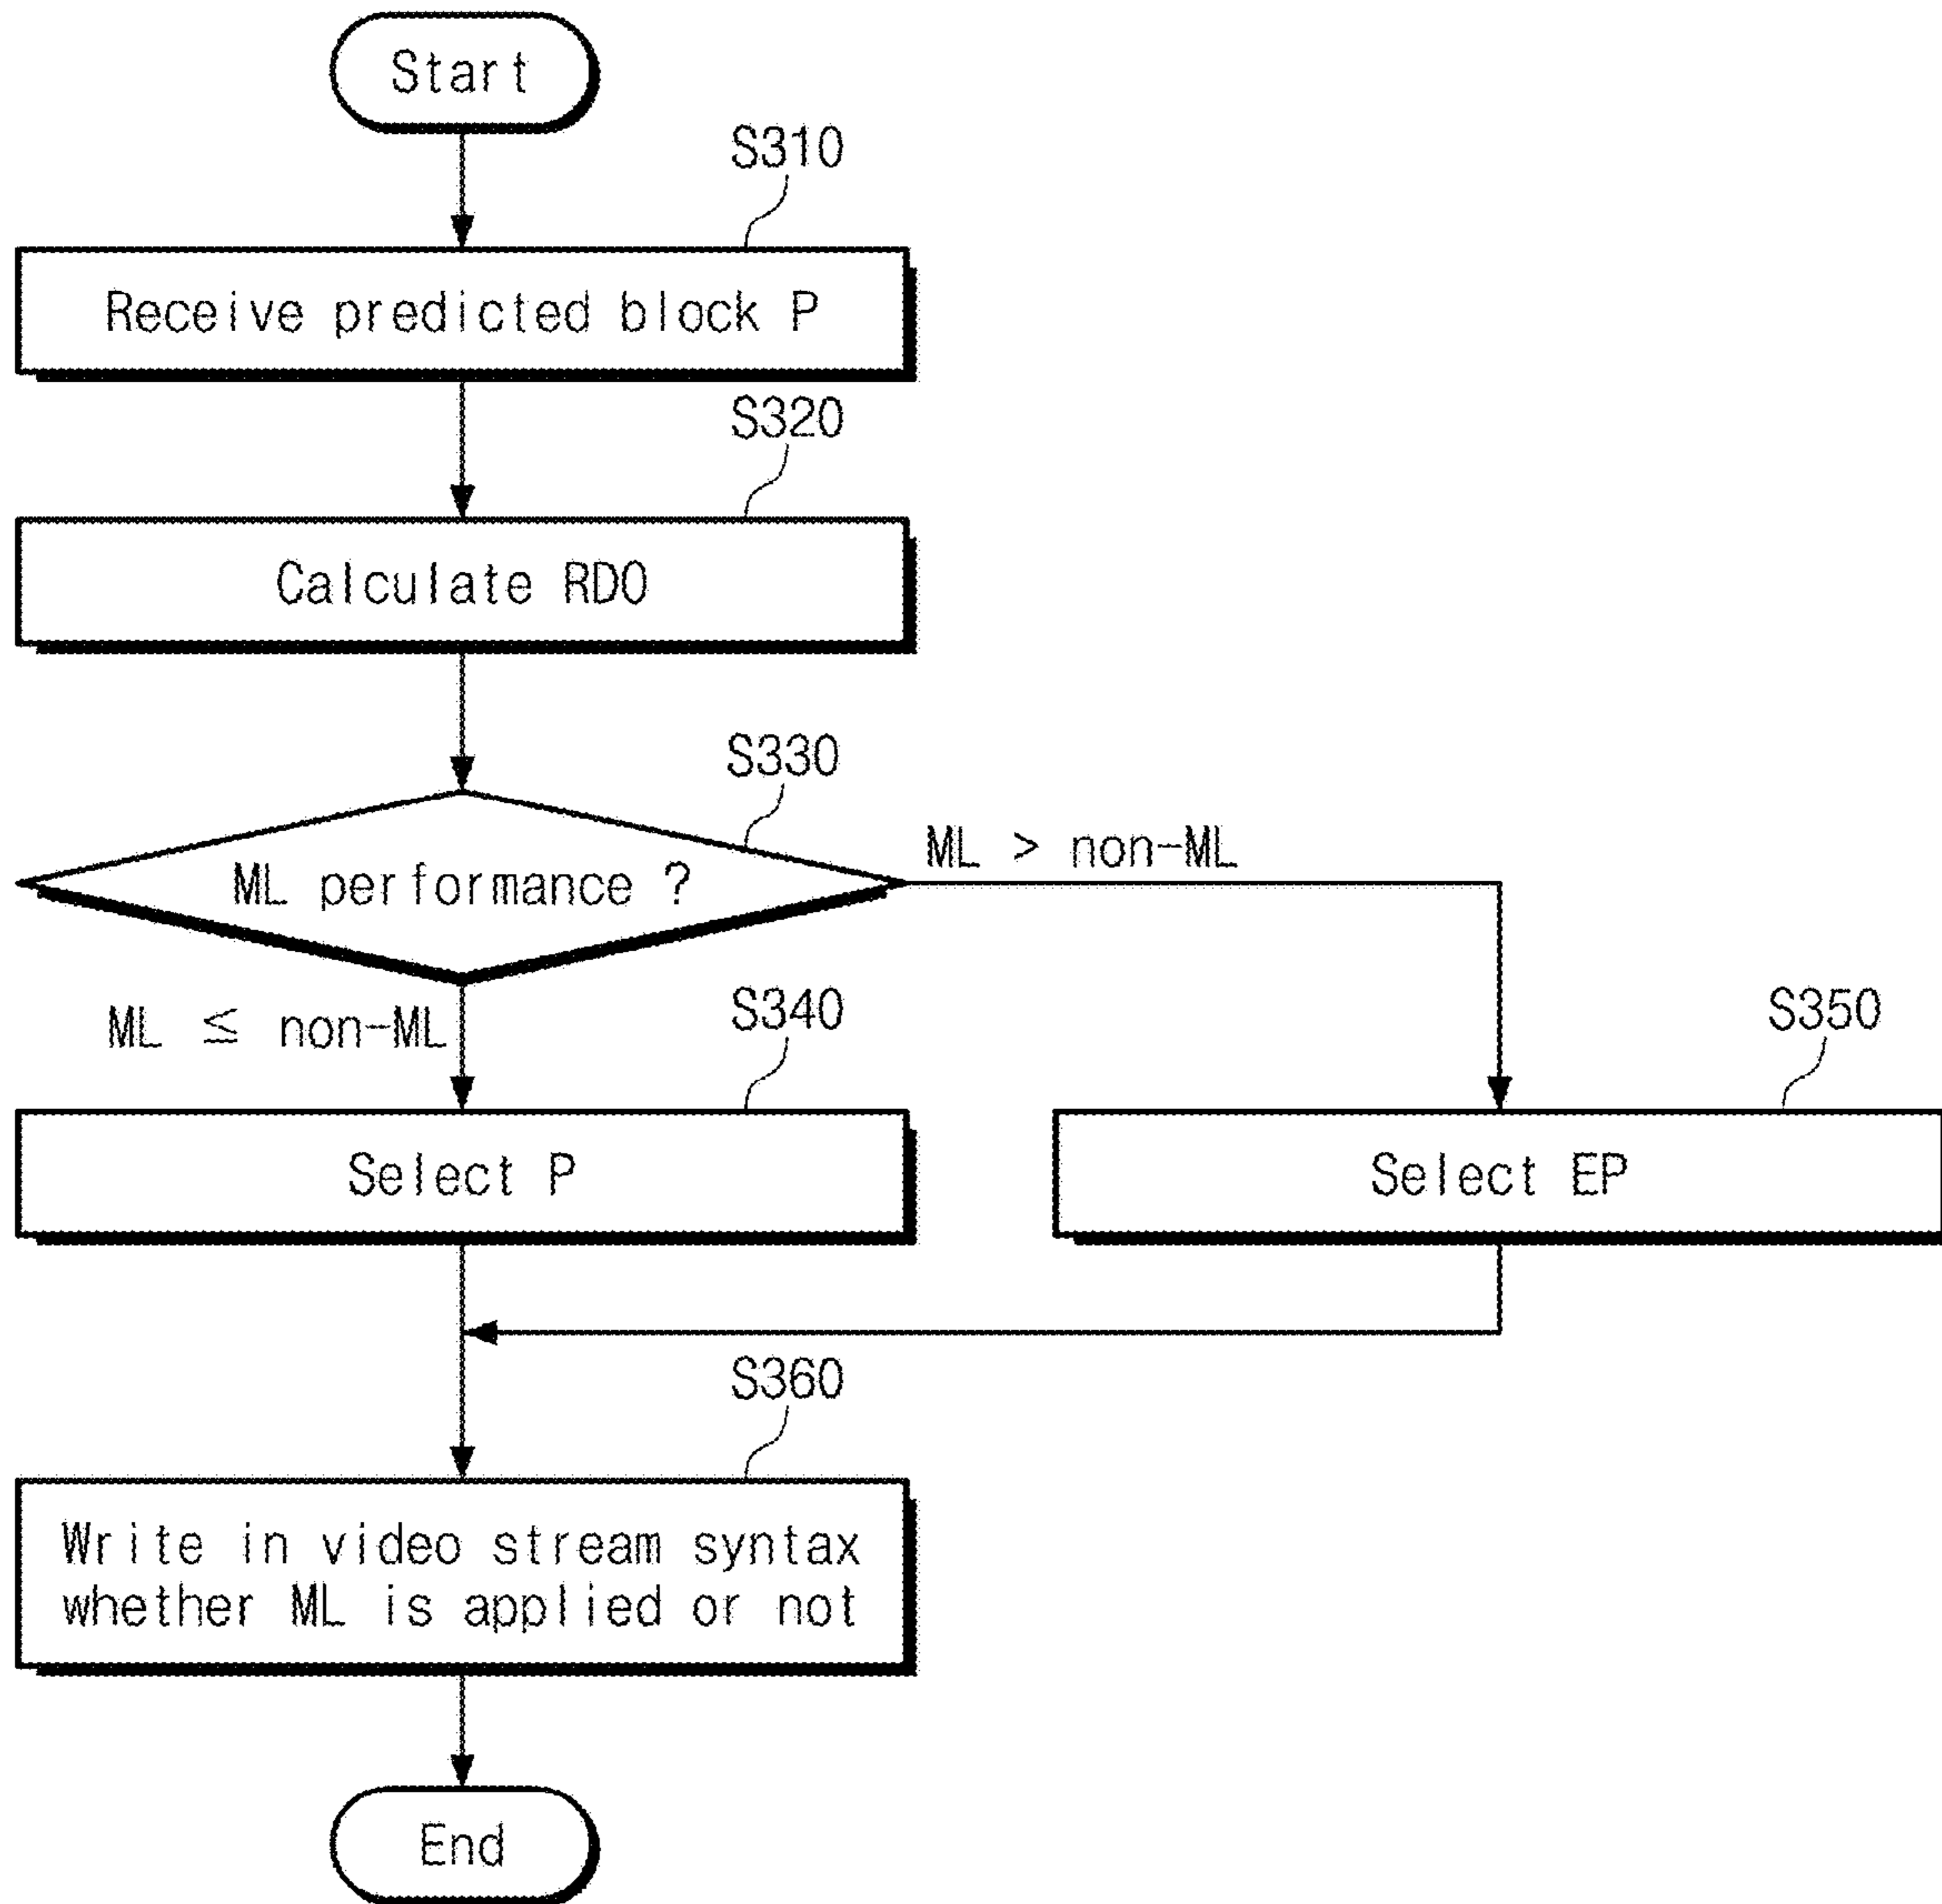 Start
S310
Receive predicted block P
S320
Calculate RDO
S330
ML performance ?
ML > non-ML
ML ≤ non-ML
S340
S350
Select P
Select EP
S360
Write in video stream syntax
whether ML is applied or not
End